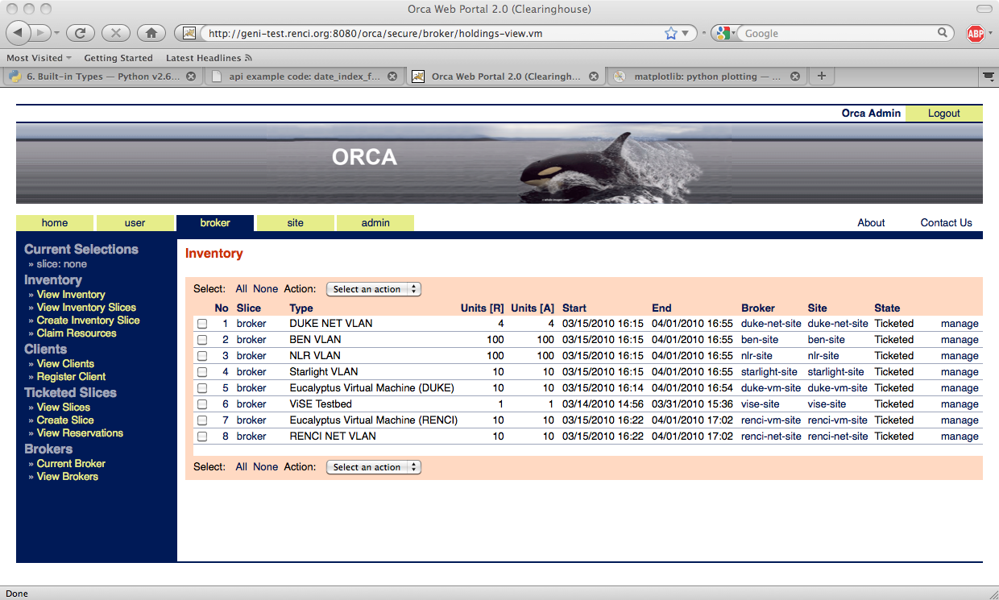 Orca Web Portal 2.0 (Clearinghouse)
http://geni-test.renci.org:8080/orca/secure/broker/holdings-view.vm Google ABP
Most Visited Getting Started Latest Headlines
6. Built-in Types — Python v2.6... api example code: date_index_f... Orca Web Portal 2.0 (Clearingh... matplotlib: python plotting — ... +
Orca Admin Logout
ORCA
home user broker site admin About Contact Us
Current Selections
» slice: none
Inventory
» View Inventory
» View Inventory Slices
» Create Inventory Slice
» Claim Resources
Clients
» View Clients
» Register Client
Ticketed Slices
» View Slices
» Create Slice
» View Reservations
Brokers
» Current Broker
» View Brokers
Inventory
Select: All None Action: Select an action
No Slice Type Units [R] Units [A] Start End Broker Site State
1 broker DUKE NET VLAN 4 4 03/15/2010 16:15 04/01/2010 16:55 duke-net-site duke-net-site Ticketed manage
2 broker BEN VLAN 100 100 03/15/2010 16:15 04/01/2010 16:55 ben-site ben-site Ticketed manage
3 broker NLR VLAN 100 100 03/15/2010 16:15 04/01/2010 16:55 nlr-site nlr-site Ticketed manage
4 broker Starlight VLAN 10 10 03/15/2010 16:15 04/01/2010 16:55 starlight-site starlight-site Ticketed manage
5 broker Eucalyptus Virtual Machine (DUKE) 10 10 03/15/2010 16:14 04/01/2010 16:54 duke-vm-site duke-vm-site Ticketed manage
6 broker ViSE Testbed 1 1 03/14/2010 14:56 03/31/2010 15:36 vise-site vise-site Ticketed manage
7 broker Eucalyptus Virtual Machine (RENCI) 10 10 03/15/2010 16:22 04/01/2010 17:02 renci-vm-site renci-vm-site Ticketed manage
8 broker RENCI NET VLAN 10 10 03/15/2010 16:22 04/01/2010 17:02 renci-net-site renci-net-site Ticketed manage
Select: All None Action: Select an action
Done